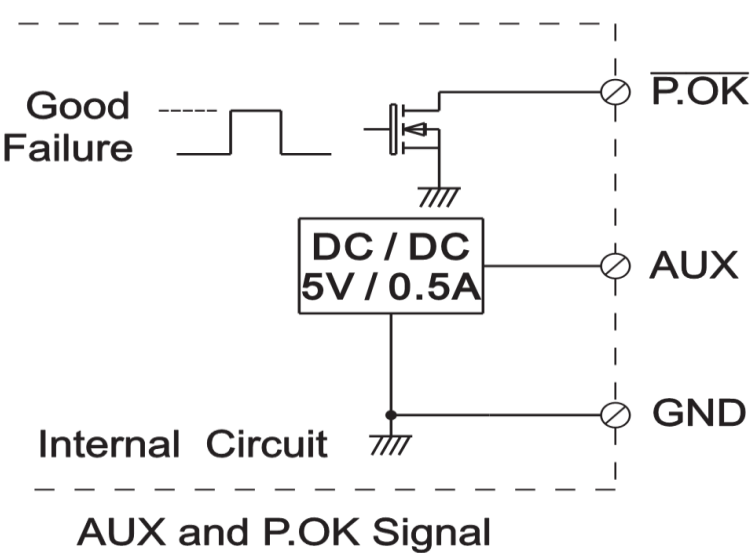 P.OK
Good
Failure
DC / DC
5V / 0.5A
AUX
GND
Internal Circuit
AUX and P.OK Signal